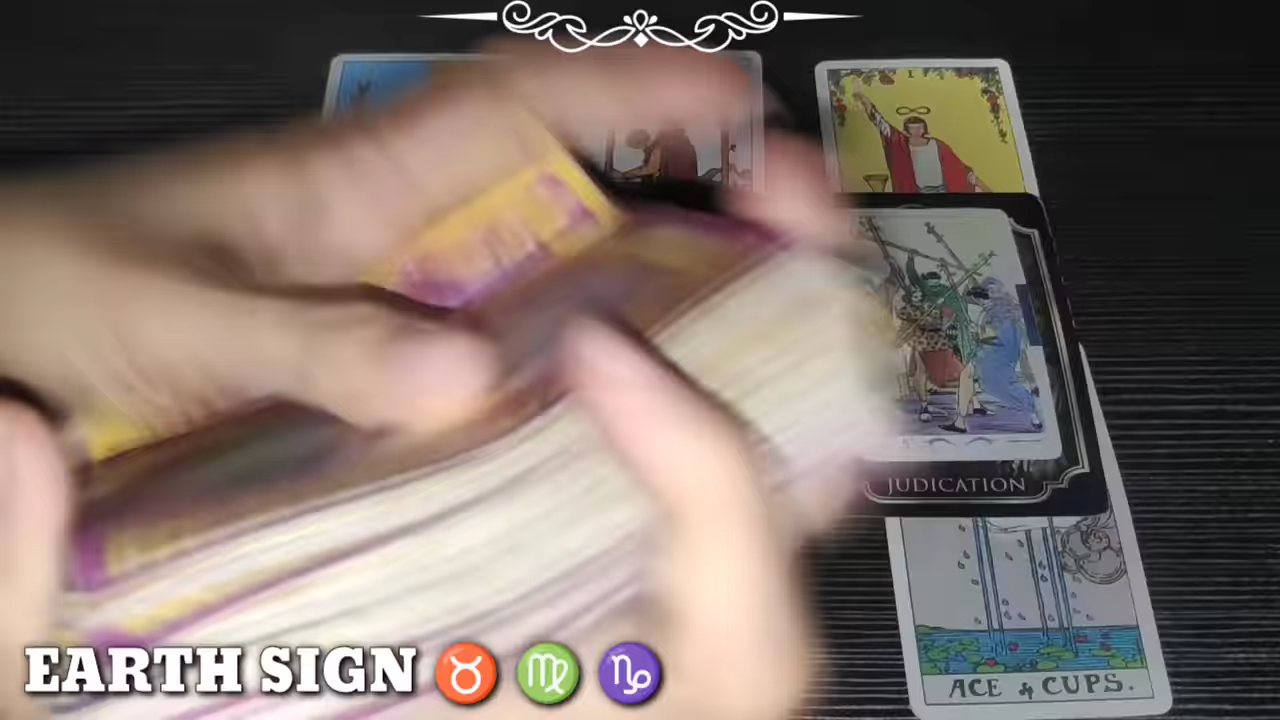 I
JUDICATION
EARTH SIGN ♉ ♍ ♑
ACE of CUPS.